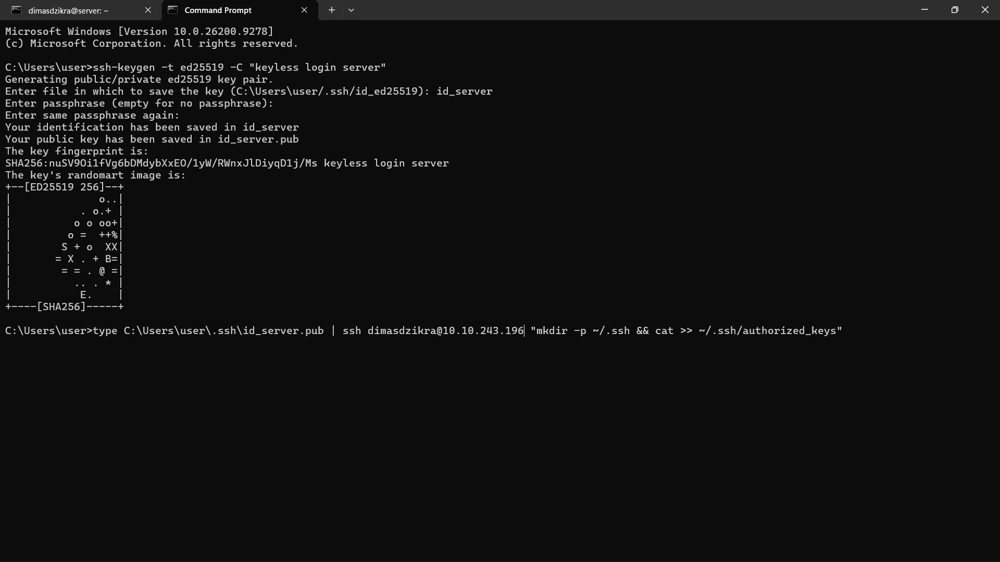 dimasdzikra@server: ~
Command Prompt
Microsoft Windows [Version 10.0.26200.9278]
(c) Microsoft Corporation. All rights reserved.
C:\Users\user>ssh-keygen -t ed25519 -C "keyless login server"
Generating public/private ed25519 key pair.
Enter file in which to save the key (C:\Users\user/.ssh/id_ed25519): id_server
Enter passphrase (empty for no passphrase):
Enter same passphrase again:
Your identification has been saved in id_server
Your public key has been saved in id_server.pub
The key fingerprint is:
SHA256:nuSV9Oi1fVg6bDMdybXxEO/1yW/RWnxJlDiyqD1j/Ms keyless login server
The key's randomart image is:
+--[ED25519 256]--+
|              o..|
|           . o.+ |
|          o o oo+|
|         o =  ++%|
|        S + o  XX|
|       = X . + B=|
|        = = . @ =|
|          .. . * |
|           E.    |
+----[SHA256]-----+
C:\Users\user>type C:\Users\user\.ssh\id_server.pub | ssh dimasdzikra@10.10.243.196 "mkdir -p ~/.ssh && cat >> ~/.ssh/authorized_keys"